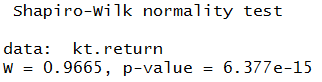 Shapiro-Wilk normality test
data:  kt.return
W = 0.9665, p-value = 6.377e-15